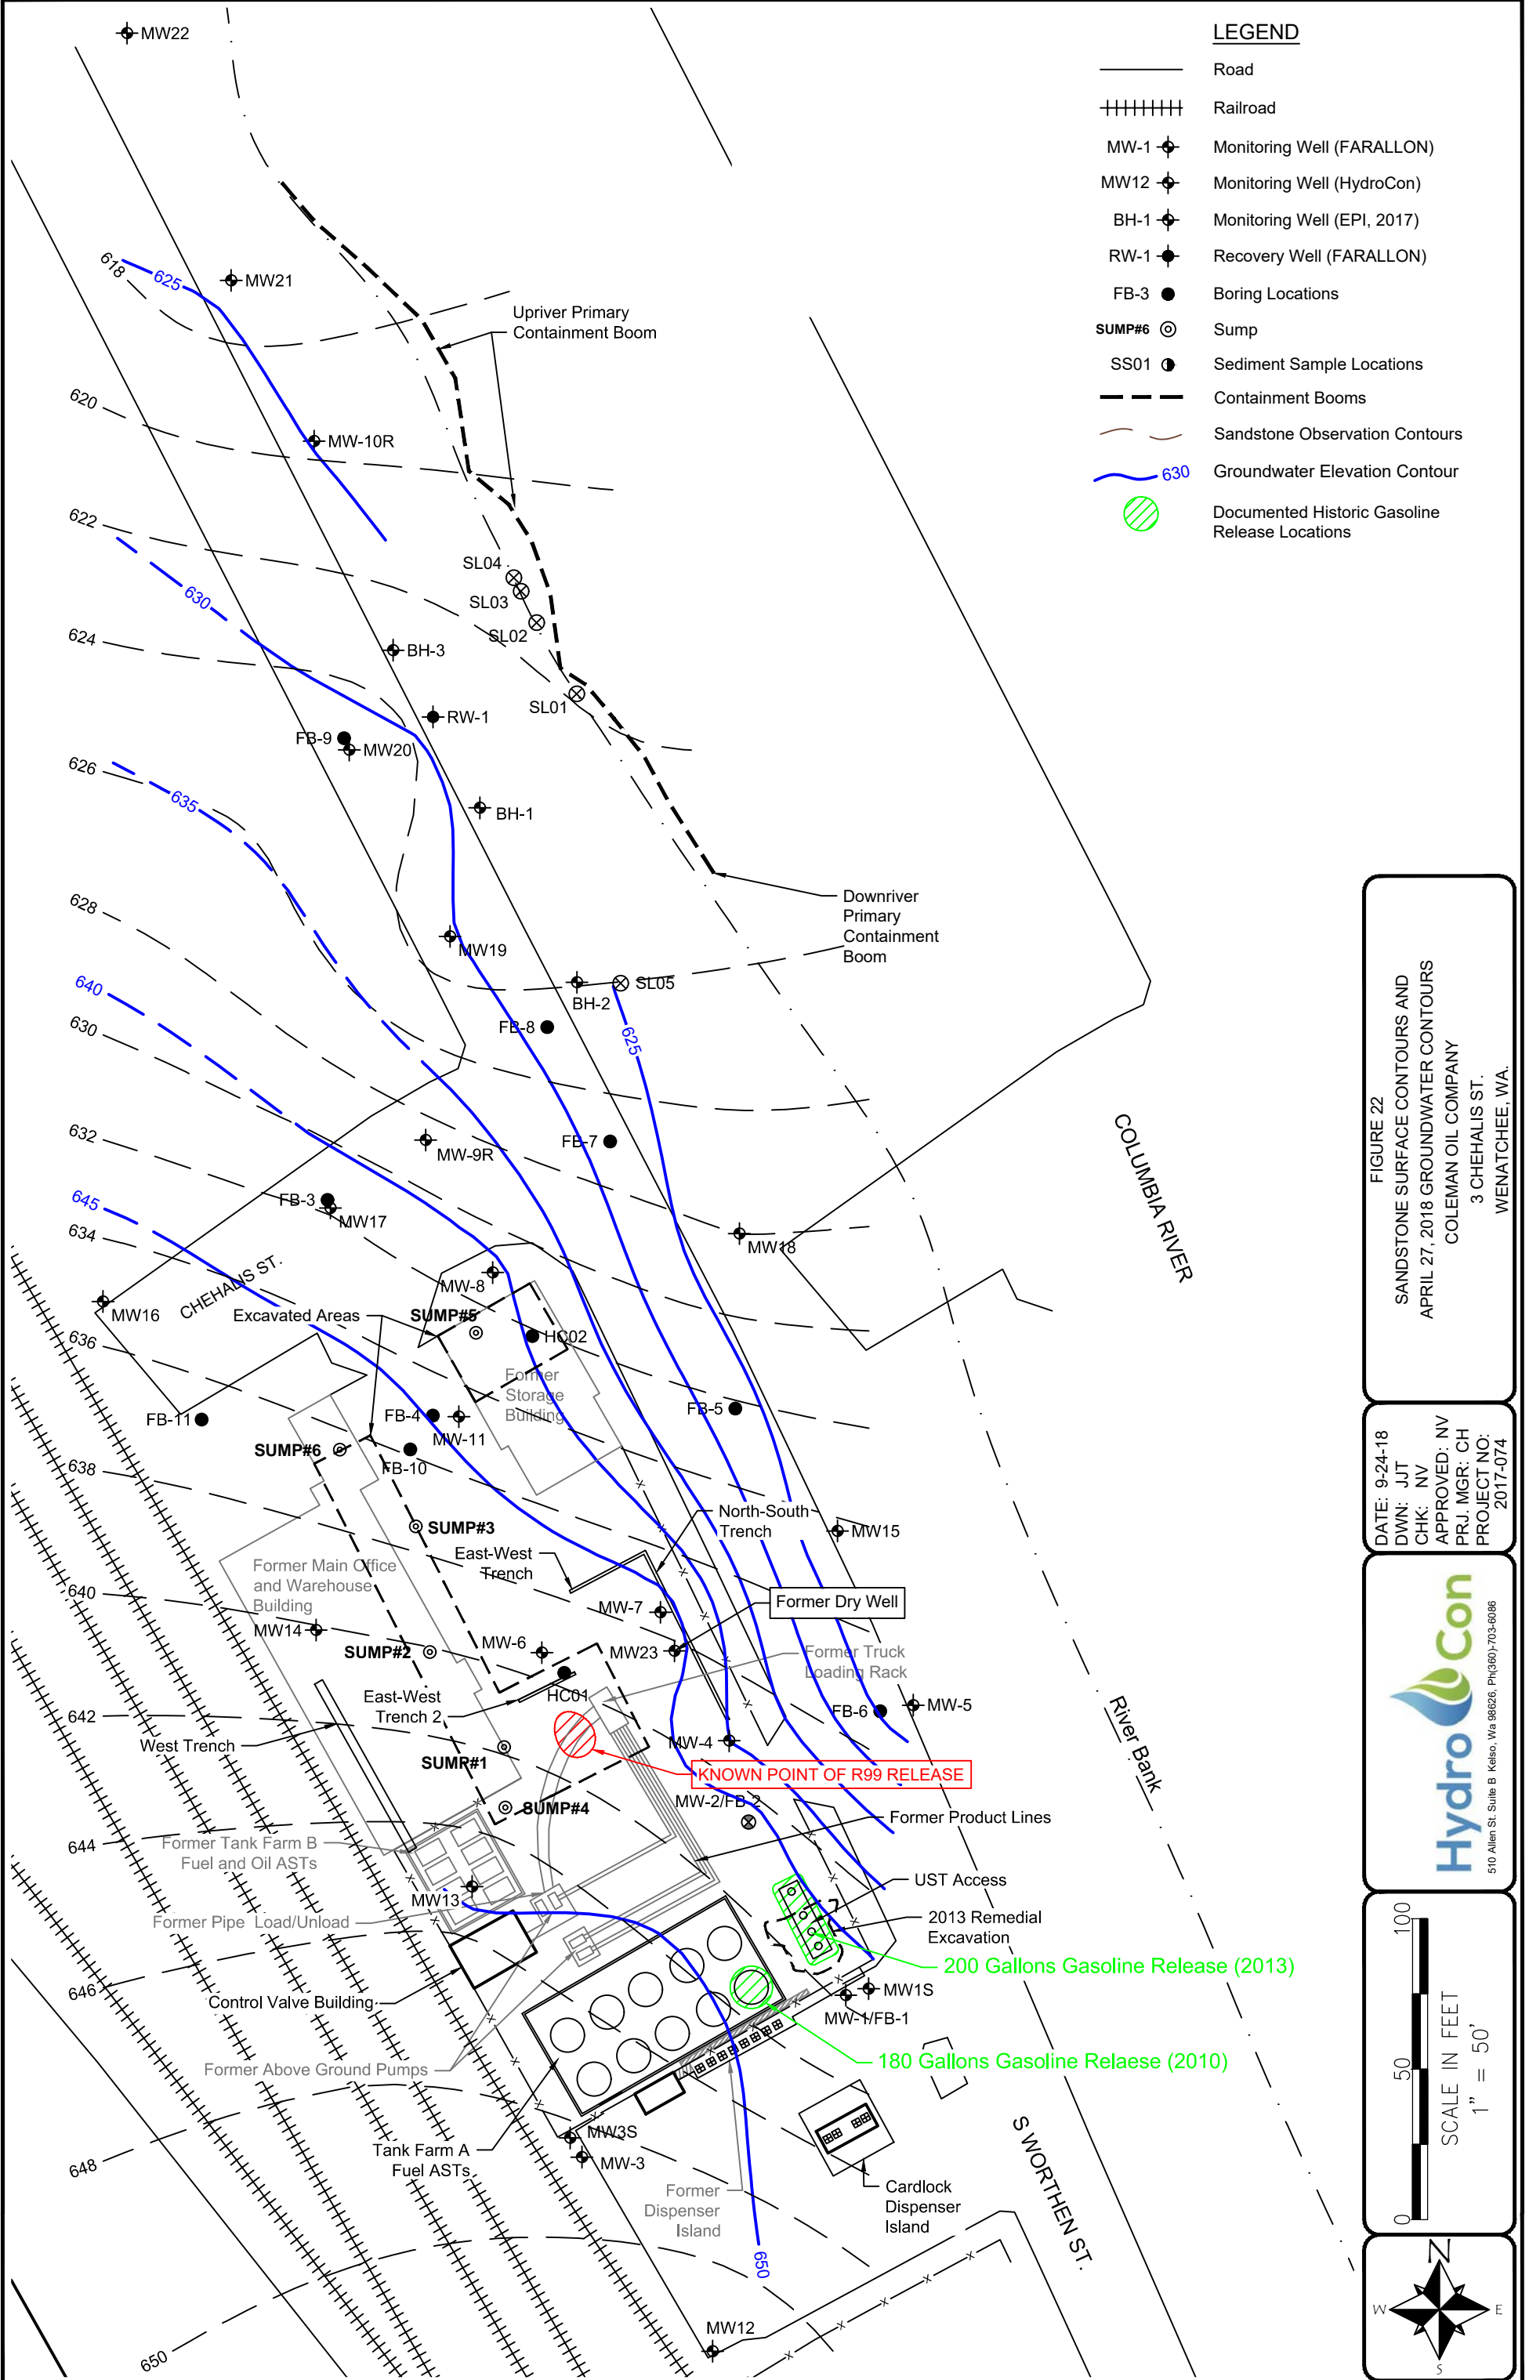 LEGEND
Road
Railroad
MW-1 Monitoring Well (FARALLON)
MW12 Monitoring Well (HydroCon)
BH-1 Monitoring Well (EPI, 2017)
RW-1 Recovery Well (FARALLON)
FB-3 Boring Locations
SUMP#6 Sump
SS01 Sediment Sample Locations
Containment Booms
Sandstone Observation Contours
630 Groundwater Elevation Contour
Documented Historic Gasoline
Release Locations
MW22
618
625
MW21
Upriver Primary
Containment Boom
620
MW-10R
622
SL04
SL03
SL02
630
624
BH-3
SL01
RW-1
FB-9
MW20
626
635
BH-1
628
Downriver
Primary
Containment
Boom
MW19
SL05
BH-2
640
630
FB-8
625
632
MW-9R
FB-7
COLUMBIA RIVER
645
FB-3
MW17
634
MW18
CHEHALIS ST.
MW-8
MW16
Excavated Areas
SUMP#5
636
HC02
Former
Storage
Building
FB-11
FB-4
MW-11
FB-5
SUMP#6
FB-10
638
SUMP#3
North-South
Trench
MW15
East-West
Trench
Former Main Office
and Warehouse
Building
640
MW-7
Former Dry Well
MW14
SUMP#2
MW-6
MW23
Former Truck
Loading Rack
HC01
East-West
Trench 2
642
West Trench
FB-6
MW-5
MW-4
SUMP#1
KNOWN POINT OF R99 RELEASE
River Bank
MW-2/FB-2
SUMP#4
Former Product Lines
644
Former Tank Farm B
Fuel and Oil ASTs
MW13
UST Access
Former Pipe Load/Unload
2013 Remedial
Excavation
200 Gallons Gasoline Release (2013)
646
Control Valve Building
MW1S
MW-1/FB-1
180 Gallons Gasoline Relaese (2010)
Former Above Ground Pumps
MW3S
Tank Farm A
Fuel ASTs
MW-3
648
Former
Dispenser
Island
Cardlock
Dispenser
Island
S WORTHEN ST.
650
MW12
650
FIGURE 22
SANDSTONE SURFACE CONTOURS AND
APRIL 27, 2018 GROUNDWATER CONTOURS
COLEMAN OIL COMPANY
3 CHEHALIS ST.
WENATCHEE, WA.
DATE: 9-24-18
DWN: JJT
CHK: NV
APPROVED: NV
PRJ. MGR: CH
PROJECT NO:
2017-074
HydroCon
510 Allen St. Suite B Kelso, Wa 98626, Ph(360)-703-6086
0 50 100
SCALE IN FEET
1" = 50'
N
W
E
S